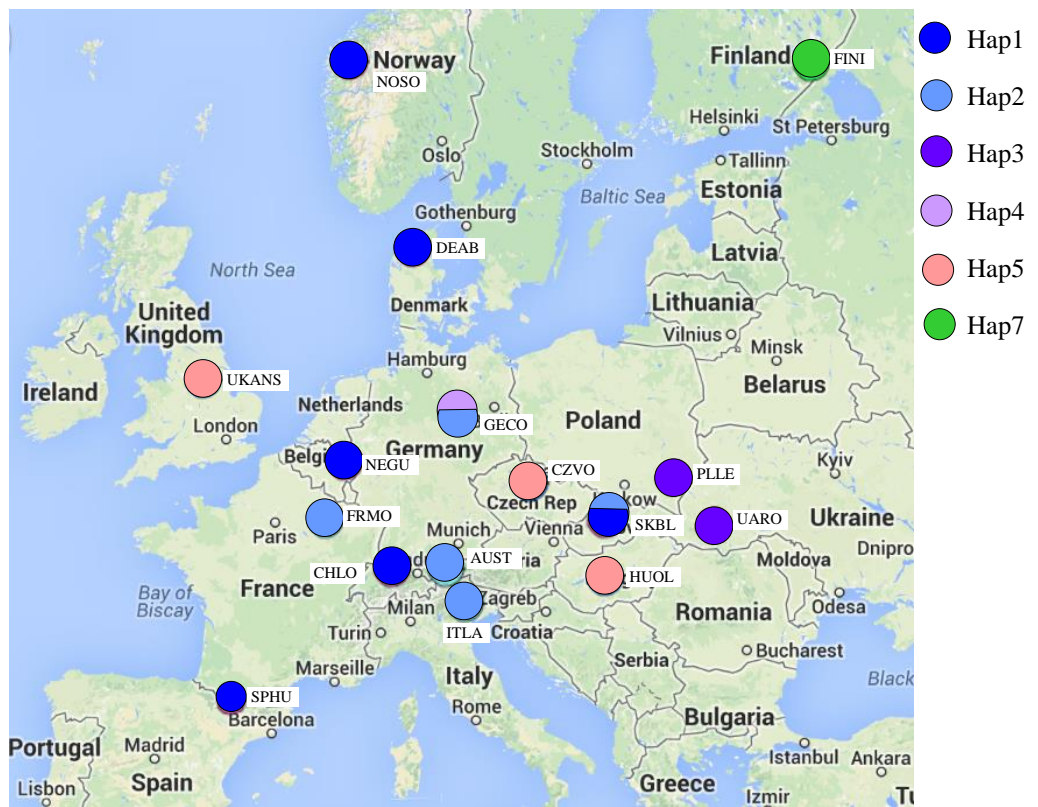 Norway
NOSO
Finland
FINI
Hap1
Hap2
Hap3
Hap4
Hap5
Hap7
Helsinki
St Petersburg
Oslo
Stockholm
Tallinn
Estonia
Baltic Sea
Gothenburg
DEAB
North Sea
Latvia
Denmark
Lithuania
United
Kingdom
Vilnius
Minsk
Hamburg
Belarus
UKANS
Ireland
Netherlands
London
GECO
Poland
Germany
Belgi
NEGU
CZVO
PLLE
Kyiv
Czech Rep
FRMO
SKBL
UARO
Ukraine
Paris
Munich
Vienna
AUST
Moldova
Dnipro
CHLO
HUOL
France
Bay of
Biscay
Milan
Zagreb
Romania
Odesa
Turin
ITLA
Croatia
Bucharest
Marseille
Serbia
Italy
Black
SPHU
Rome
Barcelona
Bulgaria
Portugal
Madrid
Istanbul
Ankara
Spain
Greece
Lisbon
Izmir